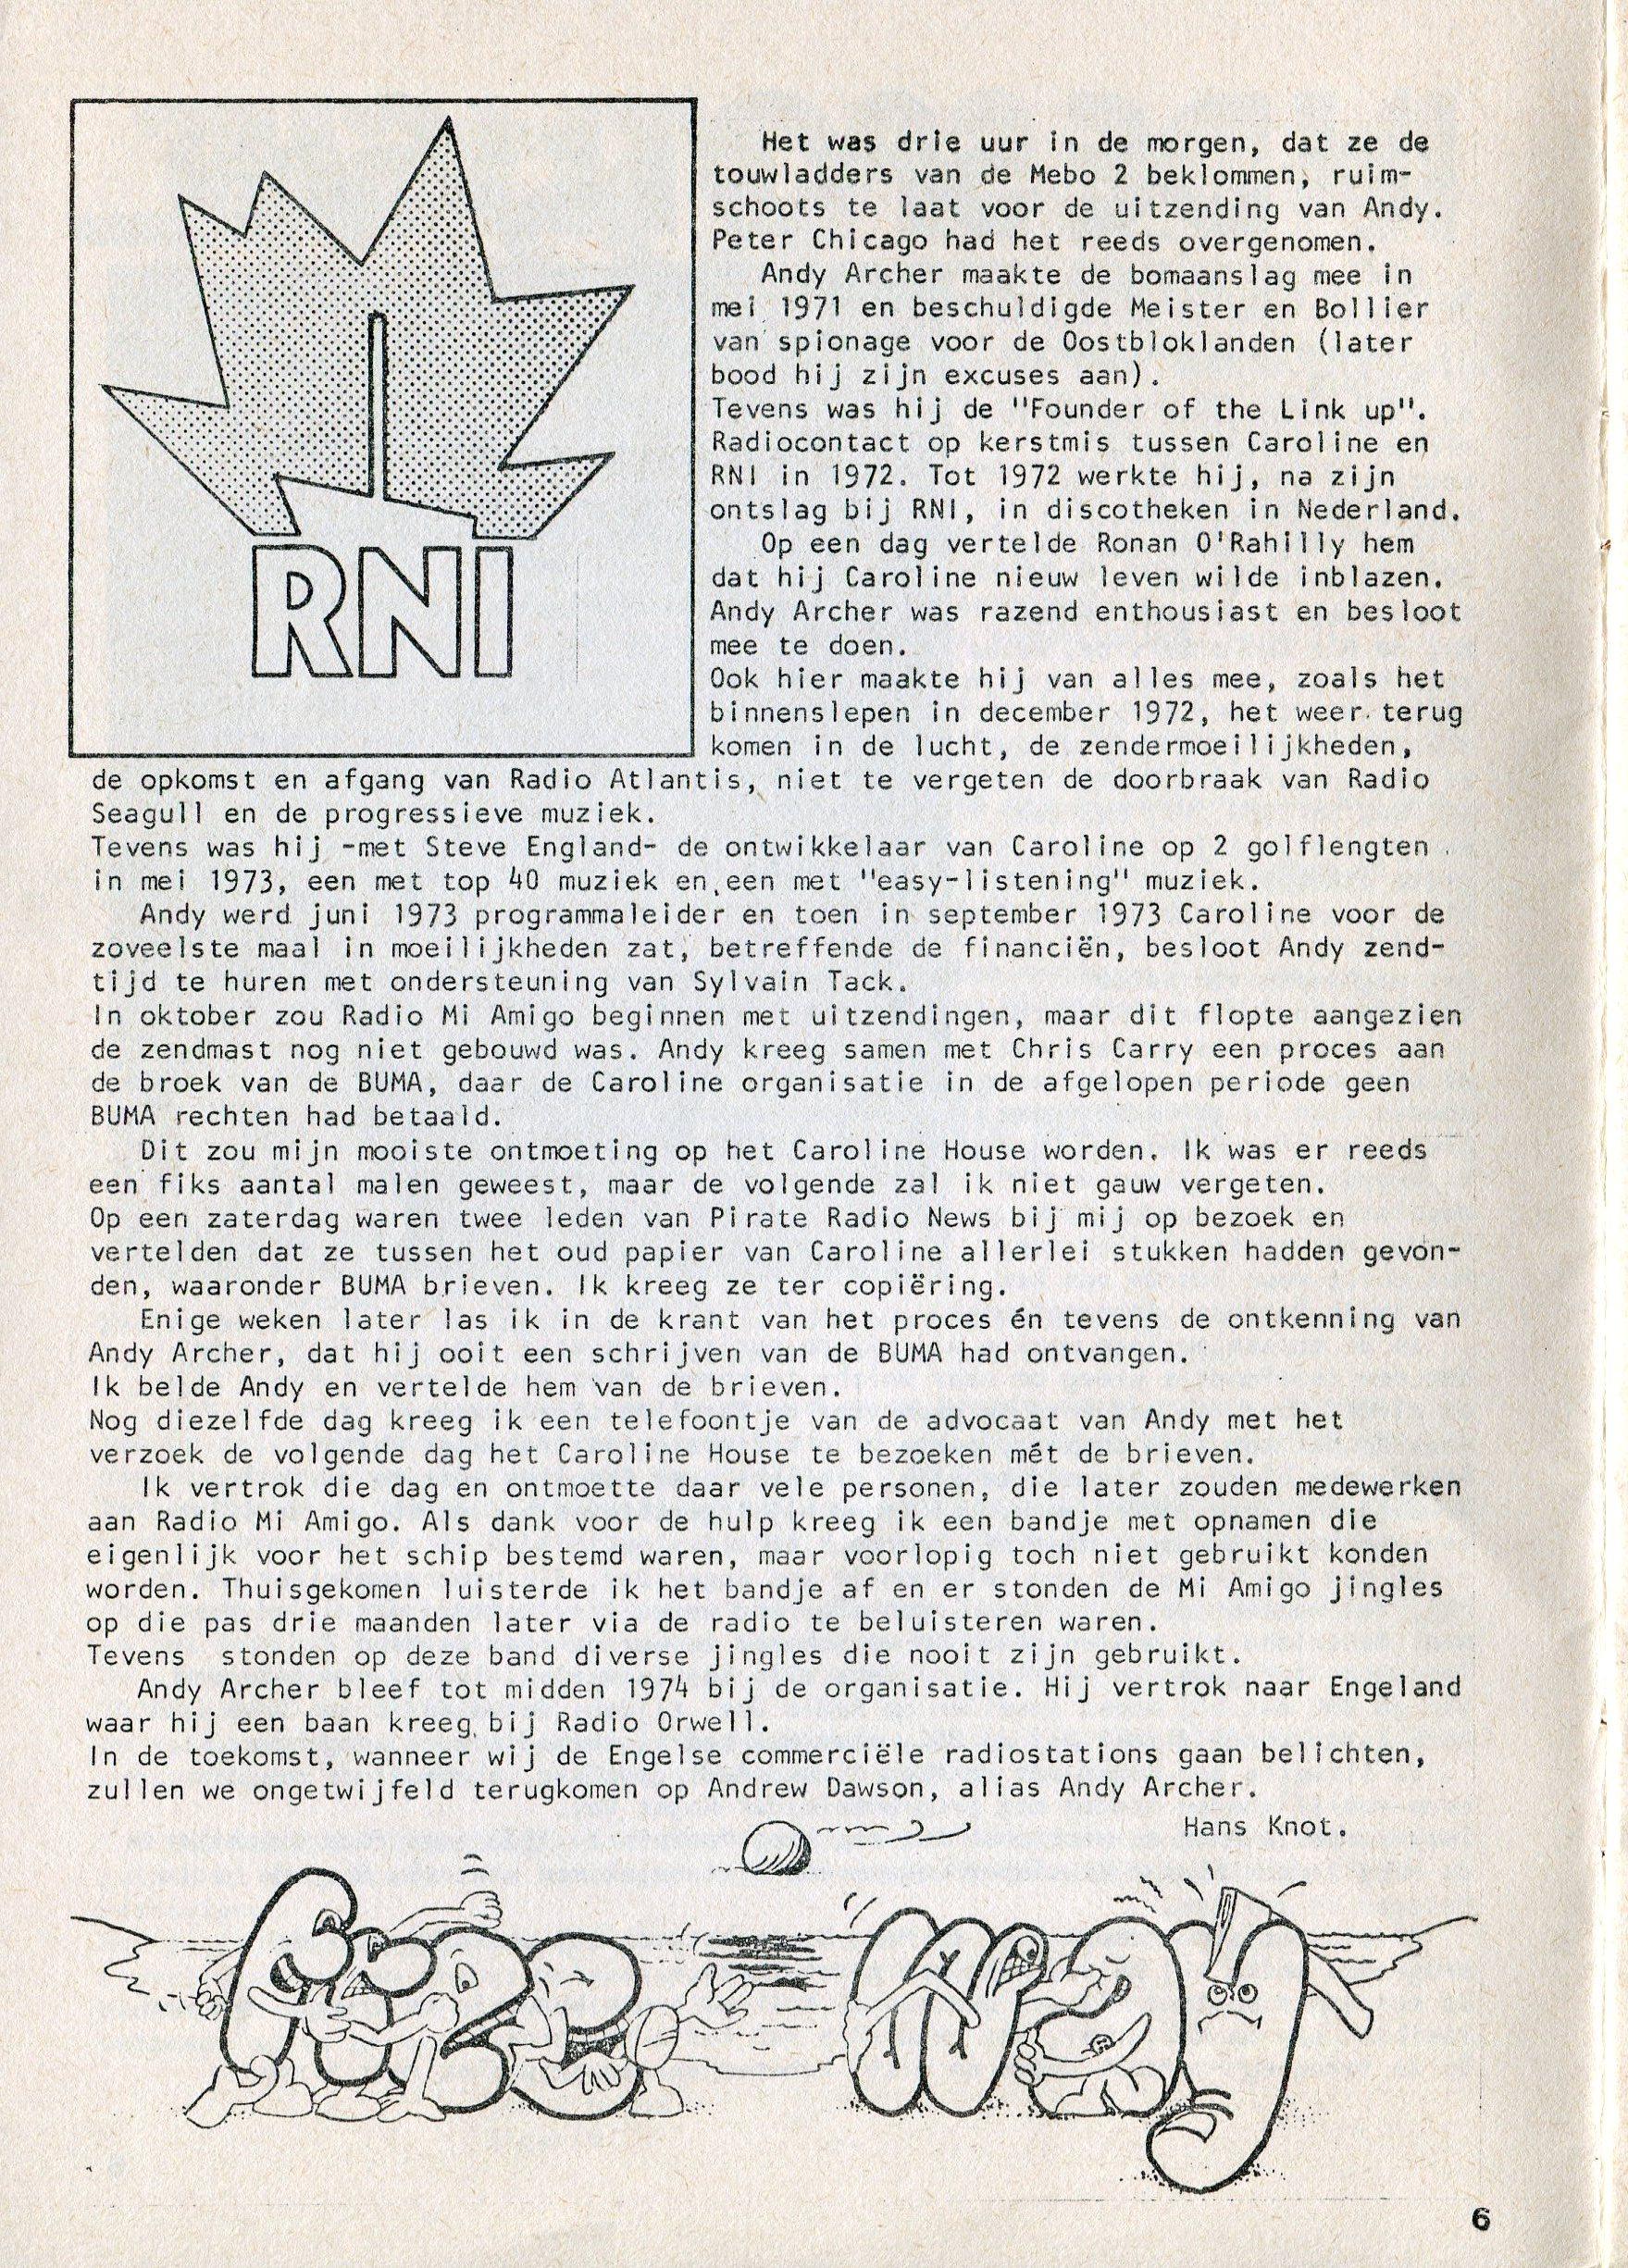 RNI
Het was drie uur in de morgen, dat ze de
touwladders van de Mebo 2 beklommen, ruim-
schoots te laat voor de uitzending van Andy.
Peter Chicago had het reeds overgenomen.
Andy Archer maakte de bomaanslag mee in
mei 1971 en beschuldigde Meister en Bollier
van spionage voor de Oostbloklanden (later
bood hij zijn excuses aan).
Tevens was hij de "Founder of the Link up".
Radiocontact op kerstmis tussen Caroline en
RNI in 1972. Tot 1972 werkte hij, na zijn
ontslag bij RNI, in discotheken in Nederland.
Op een dag vertelde Ronan O'Rahilly hem
dat hij Caroline nieuw leven wilde inblazen.
Andy Archer was razend enthousiast en besloot
mee te doen.
Ook hier maakte hij van alles mee, zoals het
binnenslepen in december 1972, het weer terug
komen in de lucht, de zendermoeilijkheden,
de opkomst en afgang van Radio Atlantis, niet te vergeten de doorbraak van Radio
Seagull en de progressieve muziek.
Tevens was hij -met Steve England- de ontwikkelaar van Caroline op 2 golflengten
in mei 1973, een met top 40 muziek en een met "easy-listening" muziek.
Andy werd juni 1973 programmaleider en toen in september 1973 Caroline voor de
zoveelste maal in moeilijkheden zat, betreffende de financiën, besloot Andy zend-
tijd te huren met ondersteuning van Sylvain Tack.
In oktober zou Radio Mi Amigo beginnen met uitzendingen, maar dit flopte aangezien
de zendmast nog niet gebouwd was. Andy kreeg samen met Chris Carry een proces aan
de broek van de BUMA, daar de Caroline organisatie in de afgelopen periode geen
BUMA rechten had betaald.
Dit zou mijn mooiste ontmoeting op het Caroline House worden. Ik was er reeds
een fiks aantal malen geweest, maar de volgende zal ik niet gauw vergeten.
Op een zaterdag waren twee leden van Pirate Radio News bij mij op bezoek en
vertelden dat ze tussen het oud papier van Caroline allerlei stukken hadden gevon-
den, waaronder BUMA brieven. Ik kreeg ze ter copiëring.
Enige weken later las ik in de krant van het proces én tevens de ontkenning van
Andy Archer, dat hij ooit een schrijven van de BUMA had ontvangen.
Ik belde Andy en vertelde hem van de brieven.
Nog diezelfde dag kreeg ik een telefoontje van de advocaat van Andy met het
verzoek de volgende dag het Caroline House te bezoeken mét de brieven.
Ik vertrok die dag en ontmoette daar vele personen, die later zouden medewerken
aan Radio Mi Amigo. Als dank voor de hulp kreeg ik een bandje met opnamen die
eigenlijk voor het schip bestemd waren, maar voorlopig toch niet gebruikt konden
worden. Thuisgekomen luisterde ik het bandje af en er stonden de Mi Amigo jingles
op die pas drie maanden later via de radio te beluisteren waren.
Tevens stonden op deze band diverse jingles die nooit zijn gebruikt.
Andy Archer bleef tot midden 1974 bij de organisatie. Hij vertrok naar Engeland
waar hij een baan kreeg bij Radio Orwell.
In de toekomst, wanneer wij de Engelse commerciële radiostations gaan belichten,
zullen we ongetwijfeld terugkomen op Andrew Dawson, alias Andy Archer.
Hans Knot.
6